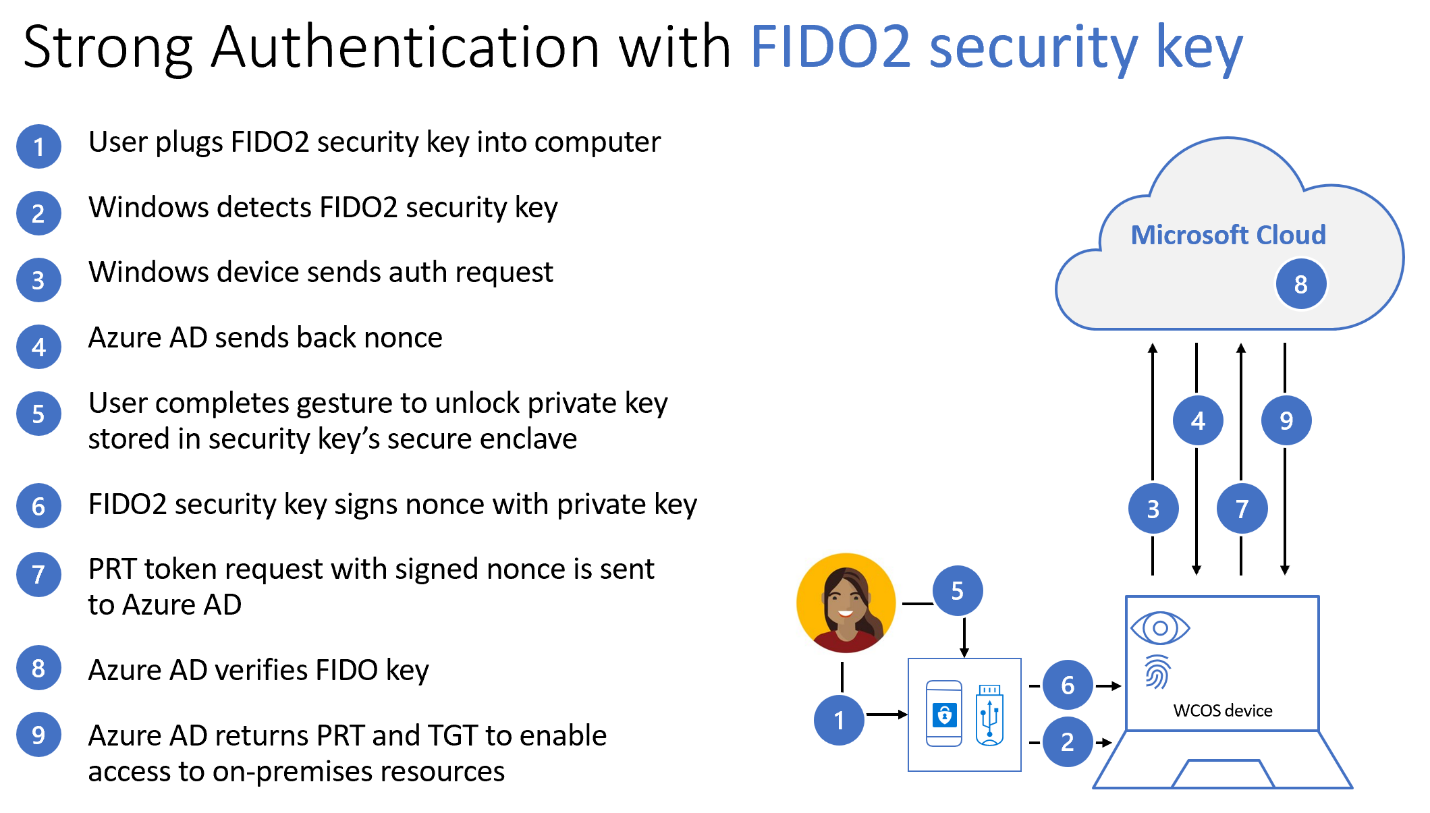 Strong Authentication with FIDO2 security key
1 User plugs FIDO2 security key into computer
2 Windows detects FIDO2 security key
3 Windows device sends auth request
4 Azure AD sends back nonce
5 User completes gesture to unlock private key
stored in security key’s secure enclave
6 FIDO2 security key signs nonce with private key
7 PRT token request with signed nonce is sent
to Azure AD
8 Azure AD verifies FIDO key
9 Azure AD returns PRT and TGT to enable
access to on-premises resources
Microsoft Cloud
8
4 9
3 7
5
6
1
2
WCOS device